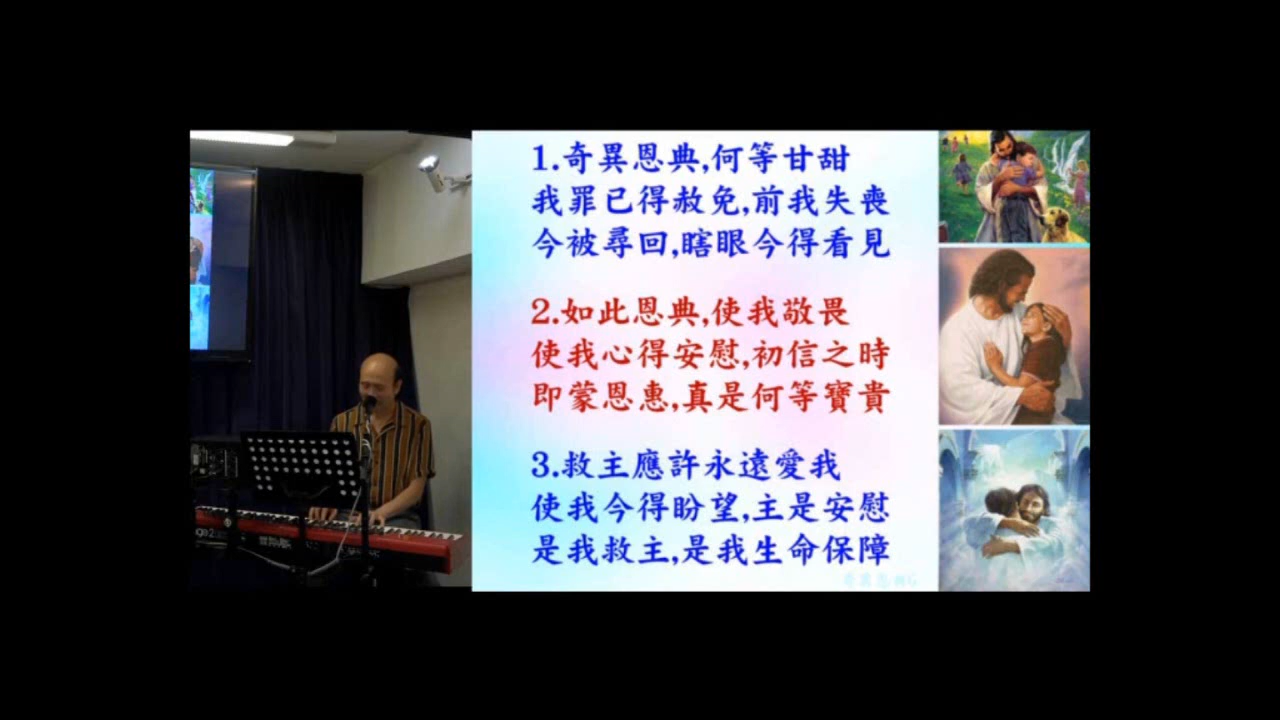 1.奇異恩典,何等甘甜
我罪已得赦免,前我失喪
今被尋回,瞎眼今得看見
2.如此恩典,使我敬畏
使我心得安慰,初信之時
即蒙恩惠,真是何等寶貴
3.救主應許永遠愛我
使我今得盼望,主是安慰
是我救主,是我生命保障